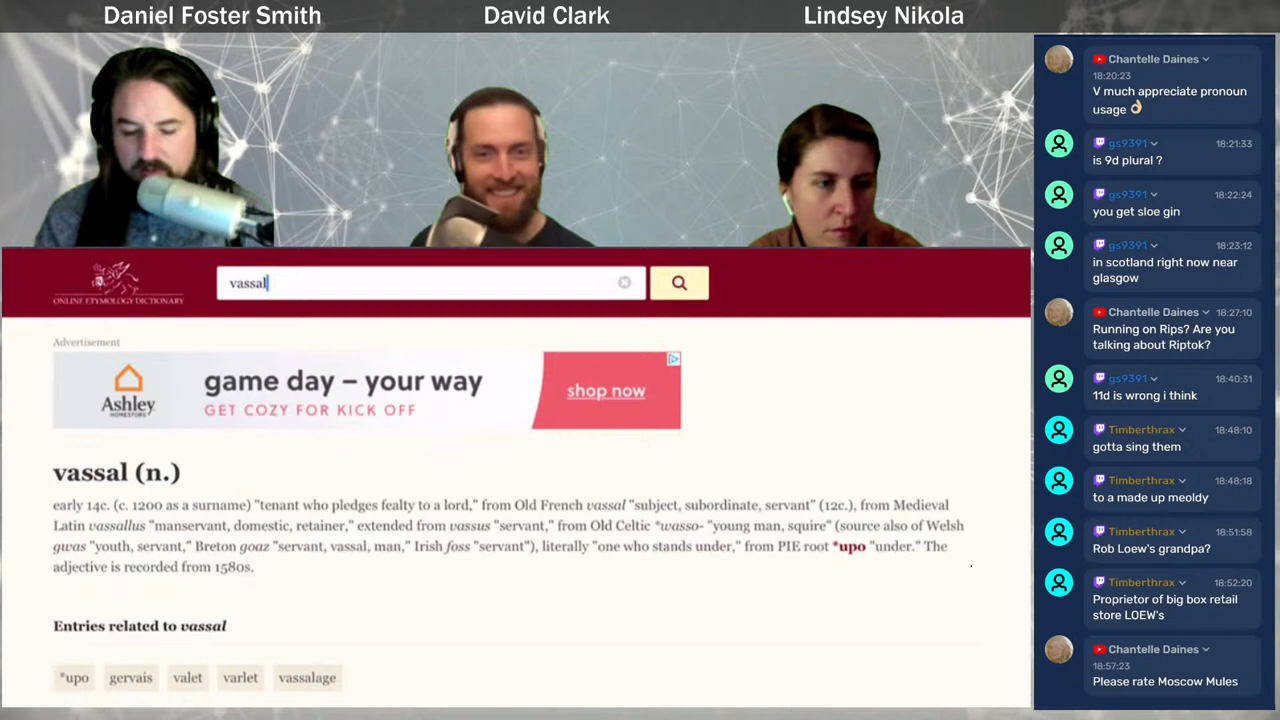 Daniel Foster Smith
David Clark
Lindsey Nikola
ONLINE ETYMOLOGY DICTIONARY
vassal
Advertisement
Ashley
HOMESTORE
game day – your way
GET COZY FOR KICK OFF
shop now
vassal (n.)
early 14c. (c. 1200 as a surname) "tenant who pledges fealty to a lord," from Old French vassal "subject, subordinate, servant" (12c.), from Medieval
Latin vassallus "manservant, domestic, retainer," extended from vassus "servant," from Old Celtic *wasso- "young man, squire" (source also of Welsh
gwas "youth, servant," Breton goaz "servant, vassal, man," Irish foss "servant"), literally "one who stands under," from PIE root *upo "under." The
adjective is recorded from 1580s.
Entries related to vassal
*upo
gervais
valet
varlet
vassalage
Chantelle Daines
18:20:23
V much appreciate pronoun
usage 👌🏼
gs9391 18:21:33
is 9d plural ?
gs9391 18:22:24
you get sloe gin
gs9391 18:23:12
in scotland right now near
glasgow
Chantelle Daines 18:27:10
Running on Rips? Are you
talking about Riptok?
gs9391 18:40:31
11d is wrong i think
Timberthrax 18:48:10
gotta sing them
Timberthrax 18:48:18
to a made up meoldy
Timberthrax 18:51:58
Rob Loew's grandpa?
Timberthrax 18:52:20
Proprietor of big box retail
store LOEW's
Chantelle Daines
18:57:23
Please rate Moscow Mules